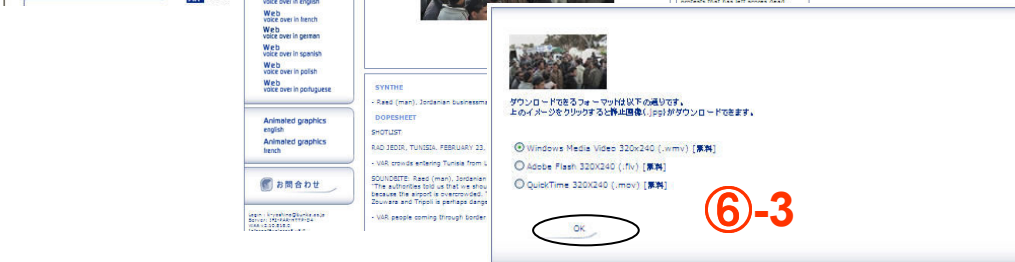 voice over in english
Web
voice over in french
Web
voice over in german
Web
voice over in spanish
Web
voice over in polish
Web
voice over in portuguese
Animated graphics
english
Animated graphics
french
お問合わせ
SYNTHE
- Raed (man), Jordanian businessma
DOPESHEET
SHOTLIST:
RAD JEDIR, TUNISIA, FEBRUARY 23,
- VAR crowds entering Tunisia from L
SOUNDBITE: Raed (man), Jordanian
"The authorities told us that we shou
because the airport is overcrowded. "
Zouwara and Tripoli is perhaps dange
- VAR people coming through border
protests that has left scores dead
ダウンロードできるフォーマットは以下の通りです。
上のイメージをクリックすると静止画像(.jpg)がダウンロードできます。
Windows Media Video 320x240 (.wmv) [無料]
Adobe Flash 320X240 (.flv) [無料]
QuickTime 320X240 (.mov) [無料]
OK
⑥-3